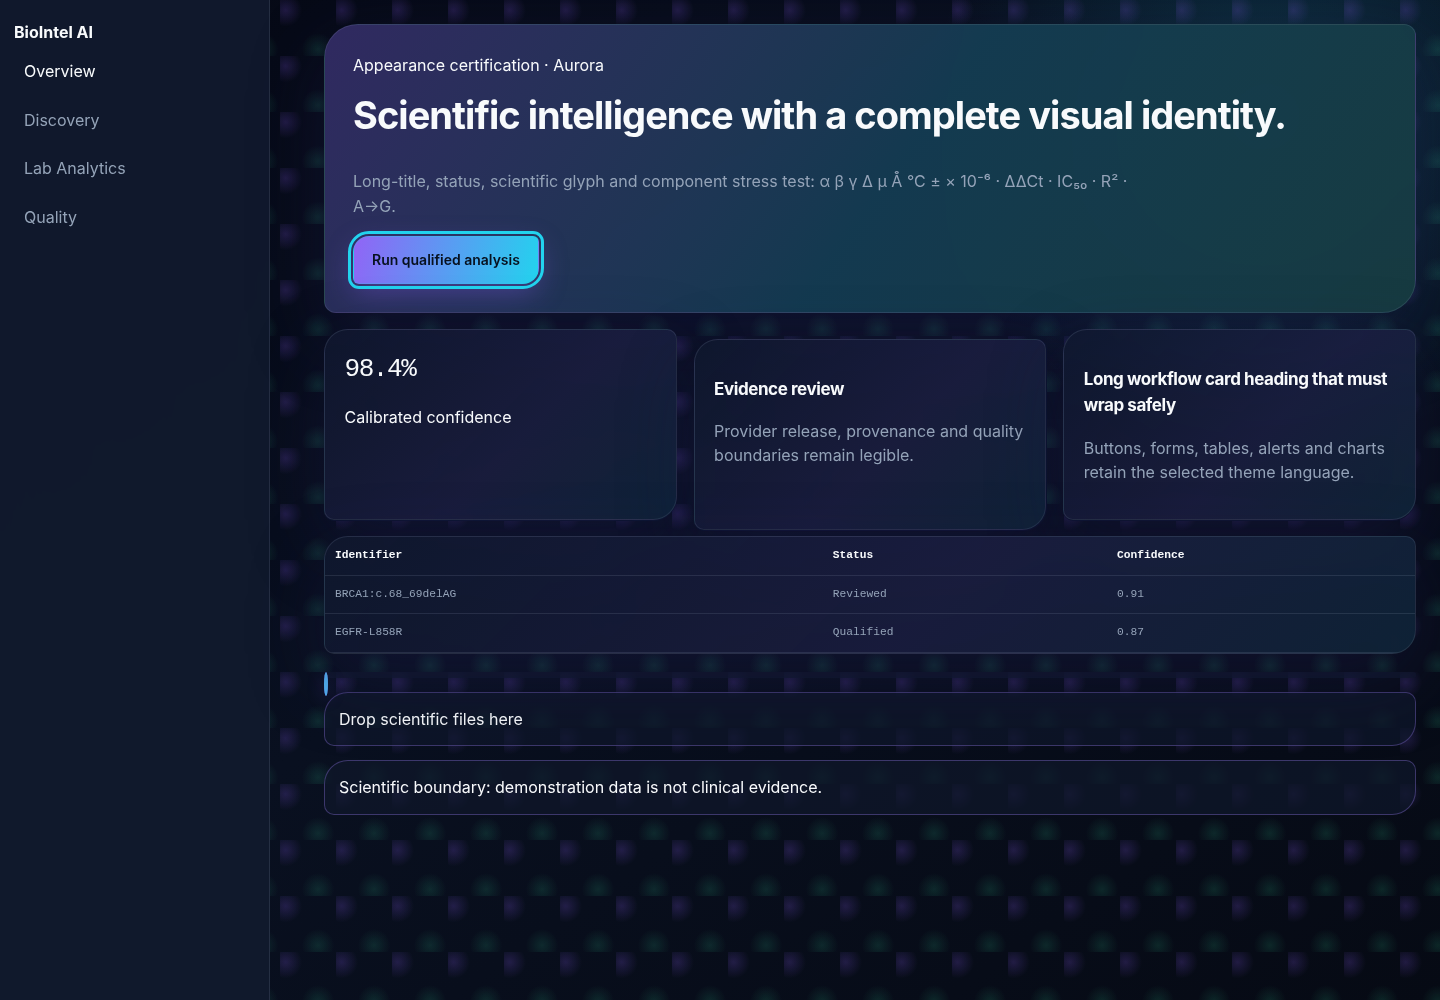 BioIntel AI
Overview
Discovery
Lab Analytics
Quality
Appearance certification · Aurora
Scientific intelligence with a complete visual identity.
Long-title, status, scientific glyph and component stress test: α β γ Δ μ Å °C ± × 10⁻⁶ · ΔΔCt · IC₅₀ · R² ·
A→G.
Run qualified analysis
98.4%
Calibrated confidence
Evidence review
Provider release, provenance and quality
boundaries remain legible.
Long workflow card heading that must
wrap safely
Buttons, forms, tables, alerts and charts
retain the selected theme language.
Identifier Status Confidence
BRCA1:c.68_69delAG Reviewed 0.91
EGFR-L858R Qualified 0.87
Drop scientific files here
Scientific boundary: demonstration data is not clinical evidence.